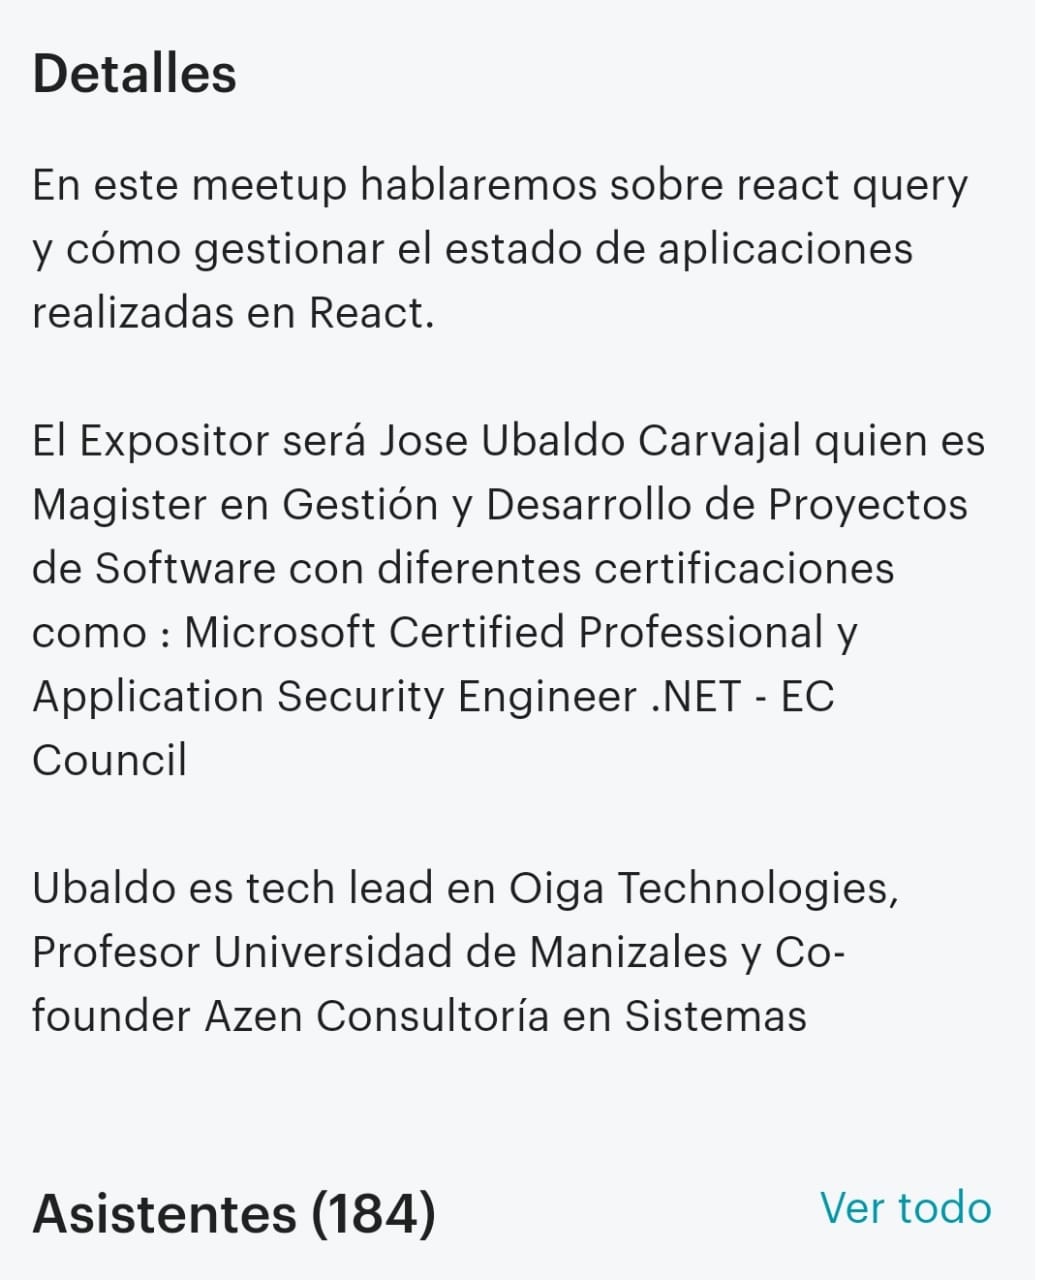 Detalles
En este meetup hablaremos sobre react query
y cómo gestionar el estado de aplicaciones
realizadas en React.
El Expositor será Jose Ubaldo Carvajal quien es
Magister en Gestión y Desarrollo de Proyectos
de Software con diferentes certificaciones
como : Microsoft Certified Professional y
Application Security Engineer .NET - EC
Council
Ubaldo es tech lead en Oiga Technologies,
Profesor Universidad de Manizales y Co-
founder Azen Consultoría en Sistemas
Asistentes (184)
Ver todo